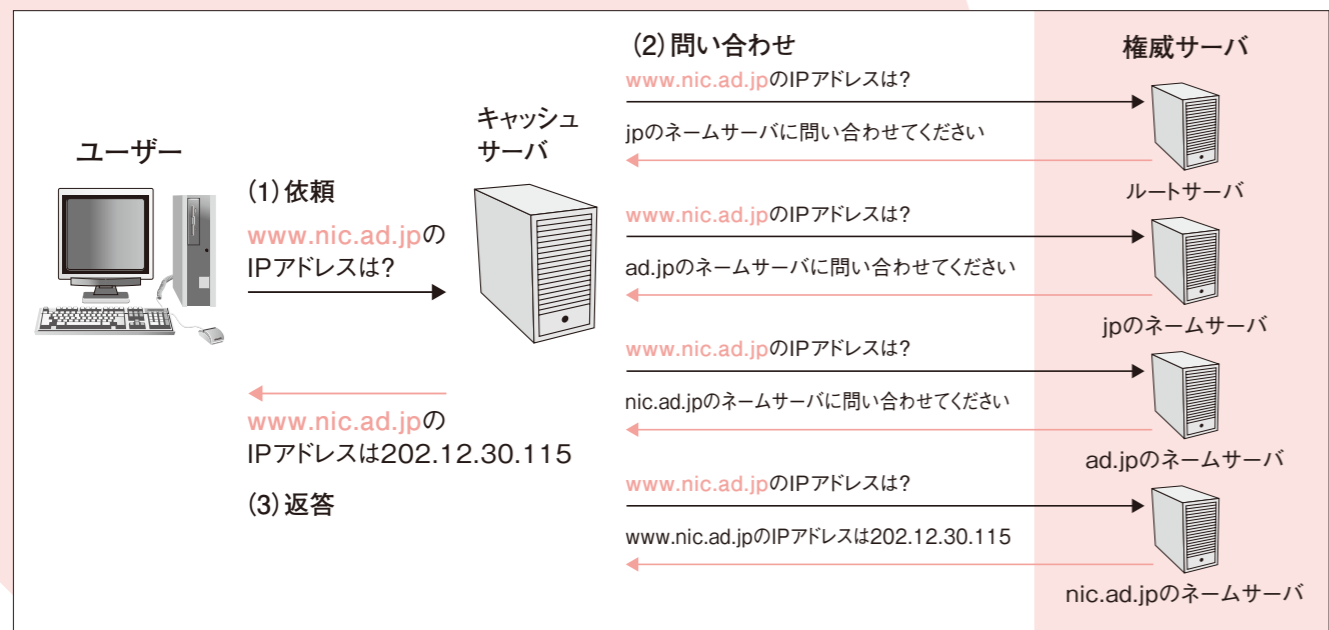 ユーザー
(1)依頼
www.nic.ad.jpの
IPアドレスは?
www.nic.ad.jpの
IPアドレスは202.12.30.115
(3)返答
キャッシュ
サーバ
(2)問い合わせ
www.nic.ad.jpのIPアドレスは?
jpのネームサーバに問い合わせてください
www.nic.ad.jpのIPアドレスは?
ad.jpのネームサーバに問い合わせてください
www.nic.ad.jpのIPアドレスは?
nic.ad.jpのネームサーバに問い合わせてください
www.nic.ad.jpのIPアドレスは?
www.nic.ad.jpのIPアドレスは202.12.30.115
権威サーバ
ルートサーバ
jpのネームサーバ
ad.jpのネームサーバ
nic.ad.jpのネームサーバ